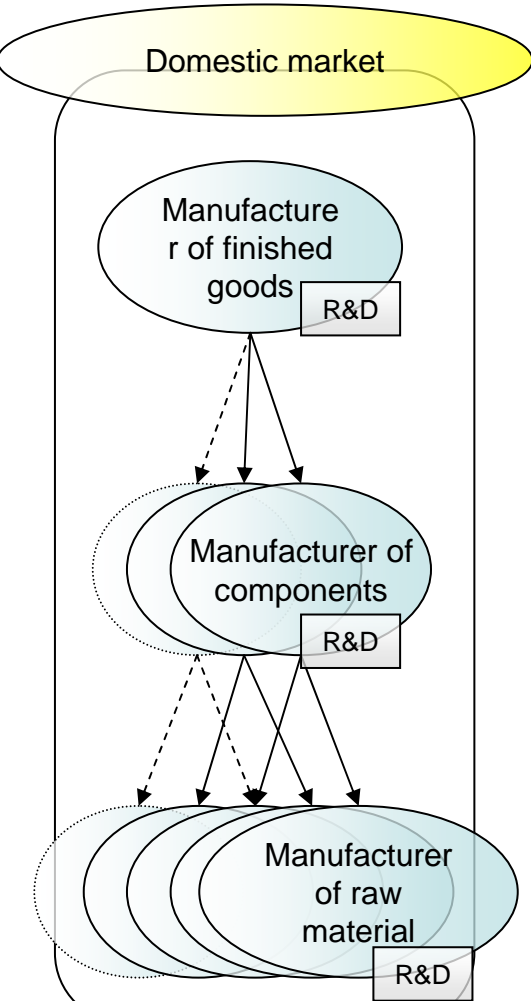 Domestic market
Manufacture
r of finished
goods
R&D
Manufacturer of
components
R&D
Manufacturer
of raw
material
R&D